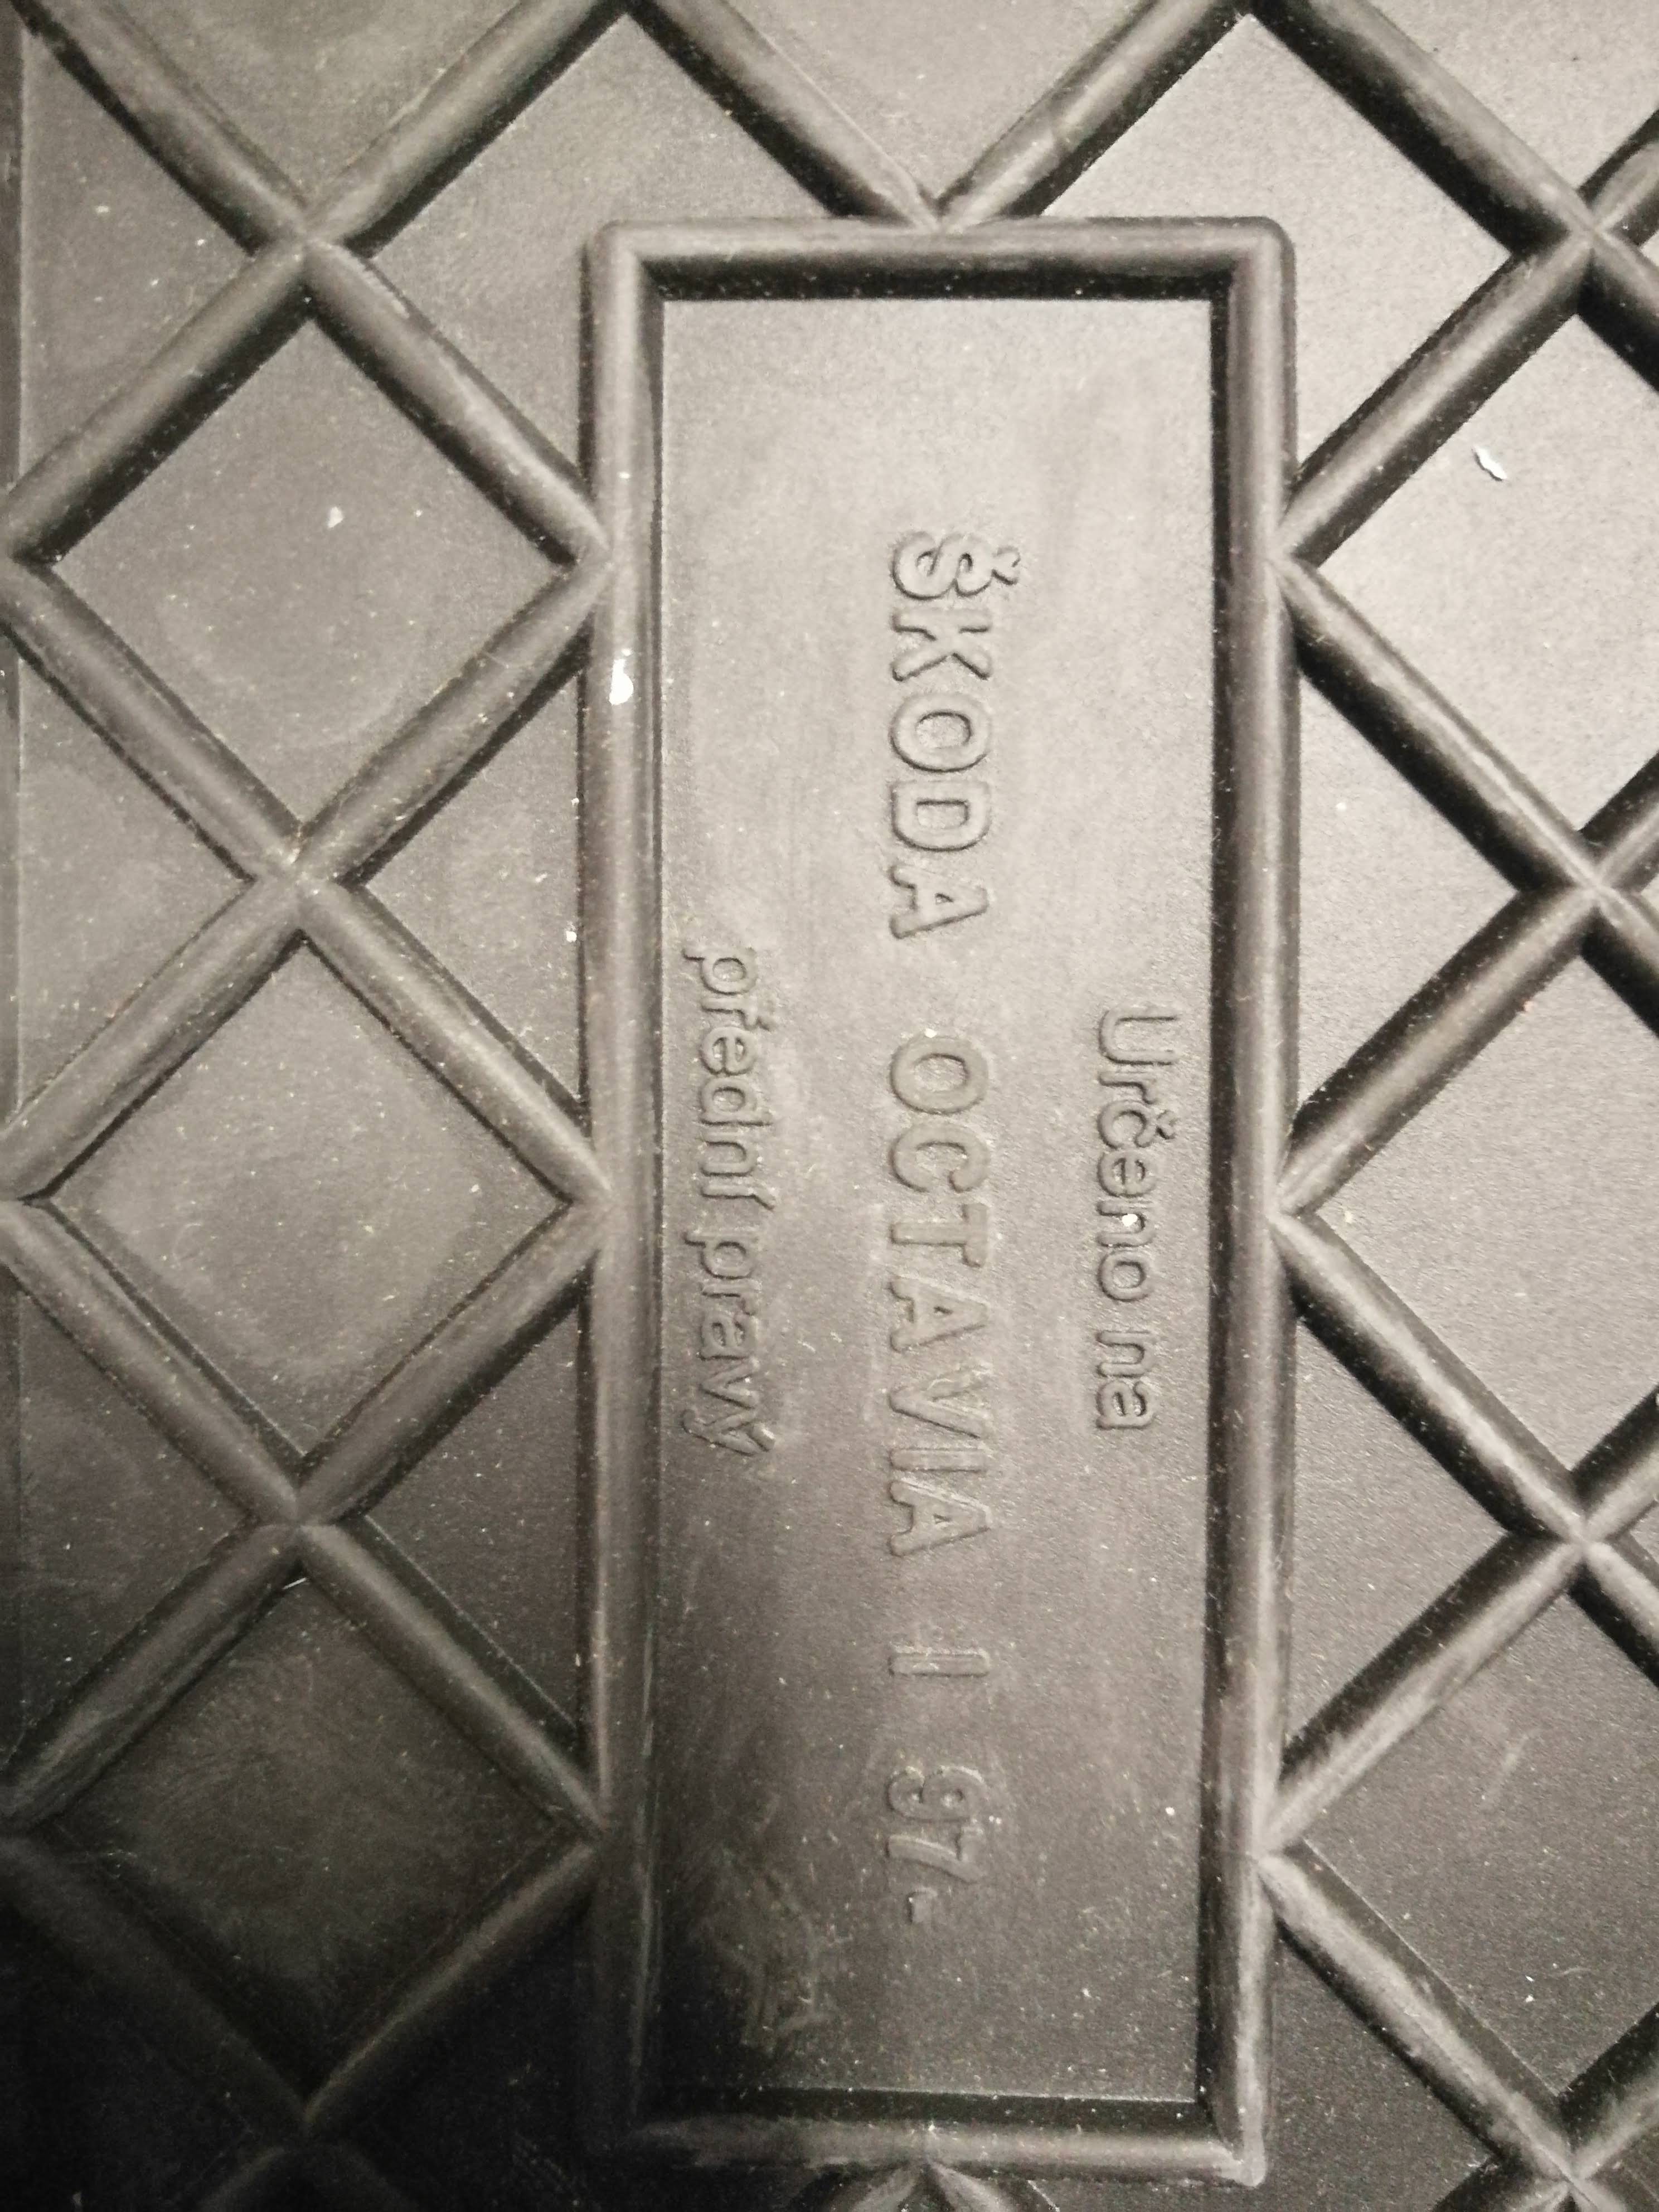 Určeno na
ŠKODA OCTAVIA I 97-
přední pravý